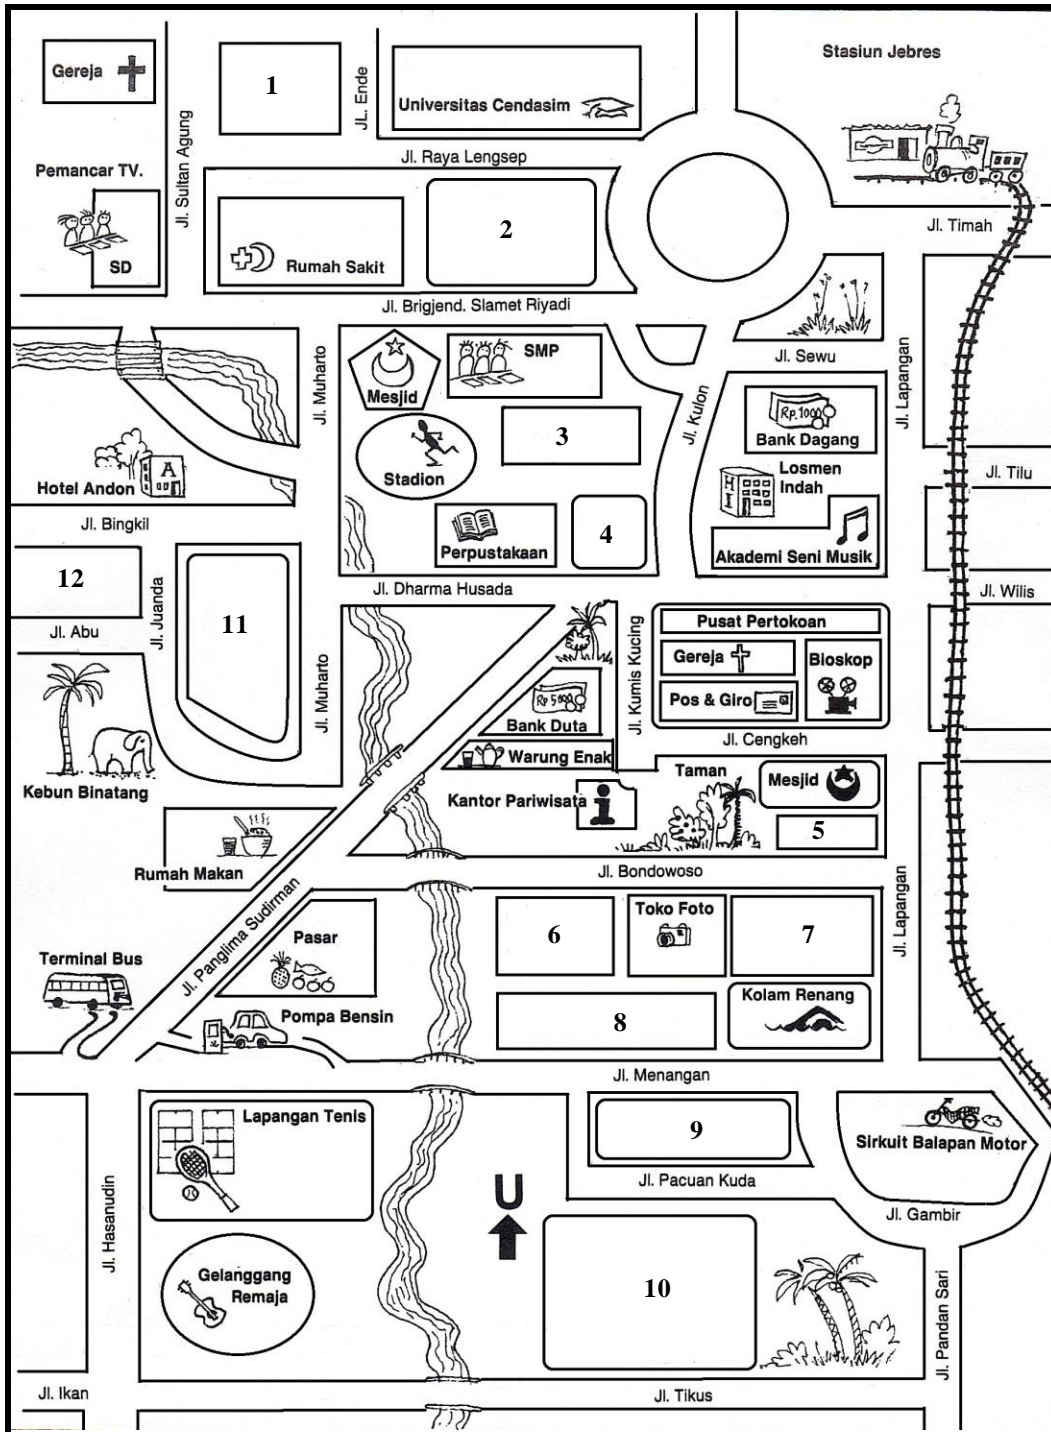 Gereja
1
JL. Ende
Universitas Cendasim
Stasiun Jebres
Jl. Sultan Agung
Jl. Raya Lengsep
Pemancar TV.
SD
Rumah Sakit
2
Jl. Timah
Jl. Brigjend. Slamet Riyadi
Jl. Muharto
Mesjid
SMP
Jl. Sewu
Jl. Lapangan
Jl. Kulon
Rp.1000
Bank Dagang
3
Stadion
Hotel Andon
A
Losmen
Indah
H
I
Jl. Tilu
Jl. Bingkil
4
Perpustakaan
Akademi Seni Musik
12
Jl. Juanda
11
Jl. Dharma Husada
Jl. Wilis
Jl. Abu
Jl. Muharto
Jl. Kumis Kucing
Pusat Pertokoan
Gereja
Bioskop
Rp 5000
Bank Duta
Pos & Giro
Jl. Cengkeh
Warung Enak
Kebun Binatang
Kantor Pariwisata
i
Taman
Mesjid
5
Rumah Makan
Jl. Bondowoso
Jl. Panglima Sudirman
Jl. Lapangan
Pasar
6
Toko Foto
7
Terminal Bus
Pompa Bensin
8
Kolam Renang
Jl. Menangan
Lapangan Tenis
9
Sirkuit Balapan Motor
Jl. Pacuan Kuda
U
Jl. Gambir
Jl. Hasanudin
Gelanggang
Remaja
10
Jl. Pandan Sari
Jl. Ikan
Jl. Tikus